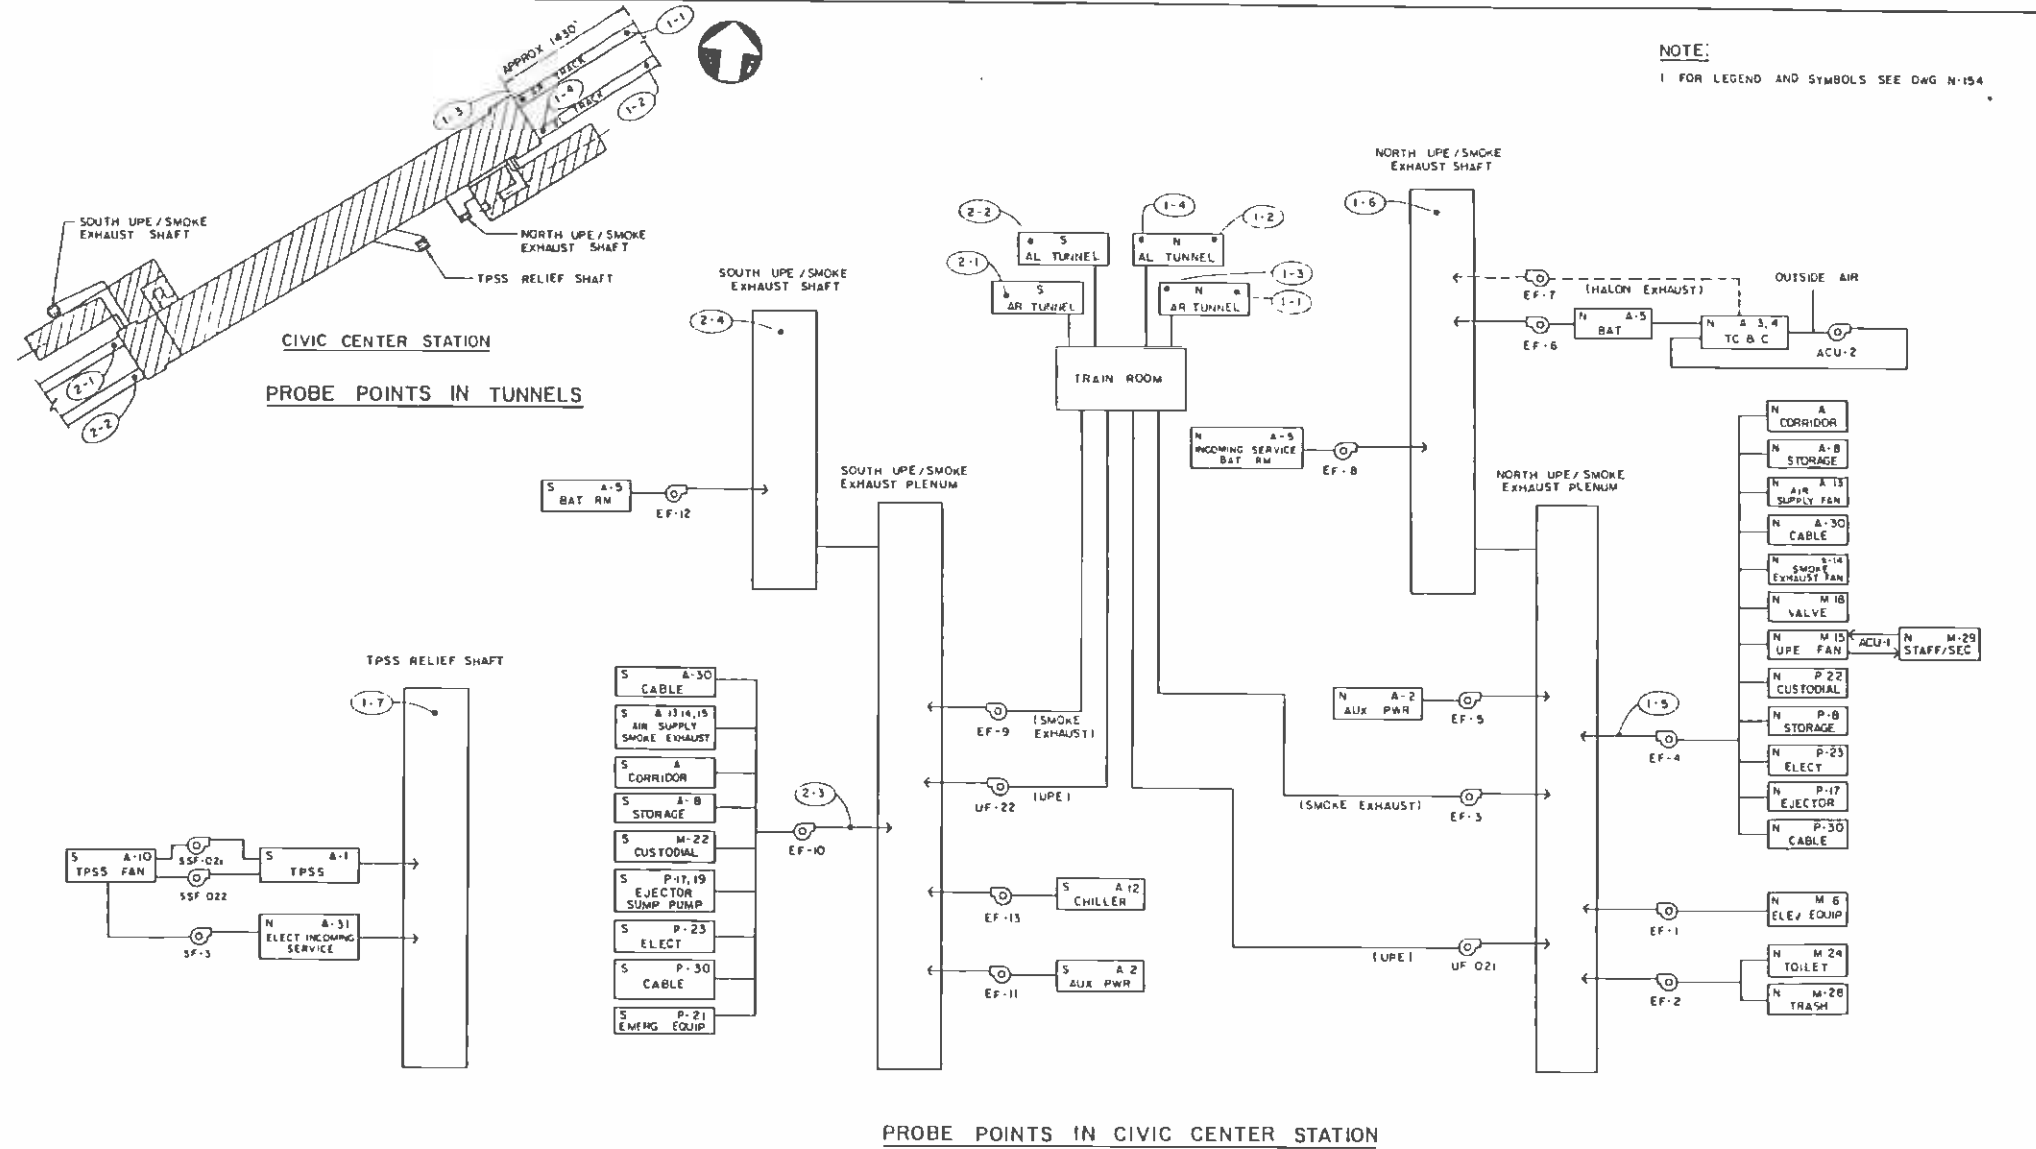 NOTE:
1 FOR LEGEND AND SYMBOLS SEE DWG N-154
APPROX 1430'
1-1
TRACK
1-4
TRACK
1-3
1-2
SOUTH UPE/SMOKE
EXHAUST SHAFT
NORTH UPE/SMOKE
EXHAUST SHAFT
TPSS RELIEF SHAFT
2-1
2-2
CIVIC CENTER STATION
PROBE POINTS IN TUNNELS
SOUTH UPE/SMOKE
EXHAUST SHAFT
2-4
S A-5
BAT RM
EF-12
SOUTH UPE/SMOKE
EXHAUST PLENUM
2-2
S
AL TUNNEL
2-1
S
AR TUNNEL
1-4
1-2
N
AL TUNNEL
1-3
1-1
N
AR TUNNEL
TRAIN ROOM
NORTH UPE/SMOKE
EXHAUST SHAFT
1-6
EF-7
(HALON EXHAUST)
OUTSIDE AIR
EF-6
N A-5
BAT
N A 3,4
TC & C
ACU-2
N A-5
INCOMING SERVICE
BAT RM
EF-8
NORTH UPE/SMOKE
EXHAUST PLENUM
N A
CORRIDOR
N A-8
STORAGE
N A 13
AIR
SUPPLY FAN
N A-30
CABLE
N A-14
SMOKE
EXHAUST FAN
N M 18
VALVE
N M 15
UPE FAN
ACU-1
N M-29
STAFF/SEC
N P 22
CUSTODIAL
N P-8
STORAGE
N P-23
ELECT
N P-17
EJECTOR
N P-30
CABLE
N A-2
AUX PWR
EF-5
1-5
EF-4
(SMOKE EXHAUST)
EF-3
N M 6
ELEV EQUIP
EF-1
(UPE)
UF 021
N M 24
TOILET
EF-2
N M-28
TRASH
TPSS RELIEF SHAFT
1-7
S A-10
TPSS FAN
SSF-021
SSF 022
S A-1
TPSS
SF-3
N A-31
ELECT INCOMING
SERVICE
S A-30
CABLE
S A 13 14,15
AIR SUPPLY
SMOKE EXHAUST
S A
CORRIDOR
S A-8
STORAGE
S M-22
CUSTODIAL
S P-17,19
EJECTOR
SUMP PUMP
S P-23
ELECT
S P-30
CABLE
S P-21
EMERG EQUIP
2-3
EF-10
EF-9
(SMOKE
EXHAUST)
UF-22
(UPE)
EF-13
S A 12
CHILLER
EF-11
S A 2
AUX PWR
PROBE POINTS IN CIVIC CENTER STATION